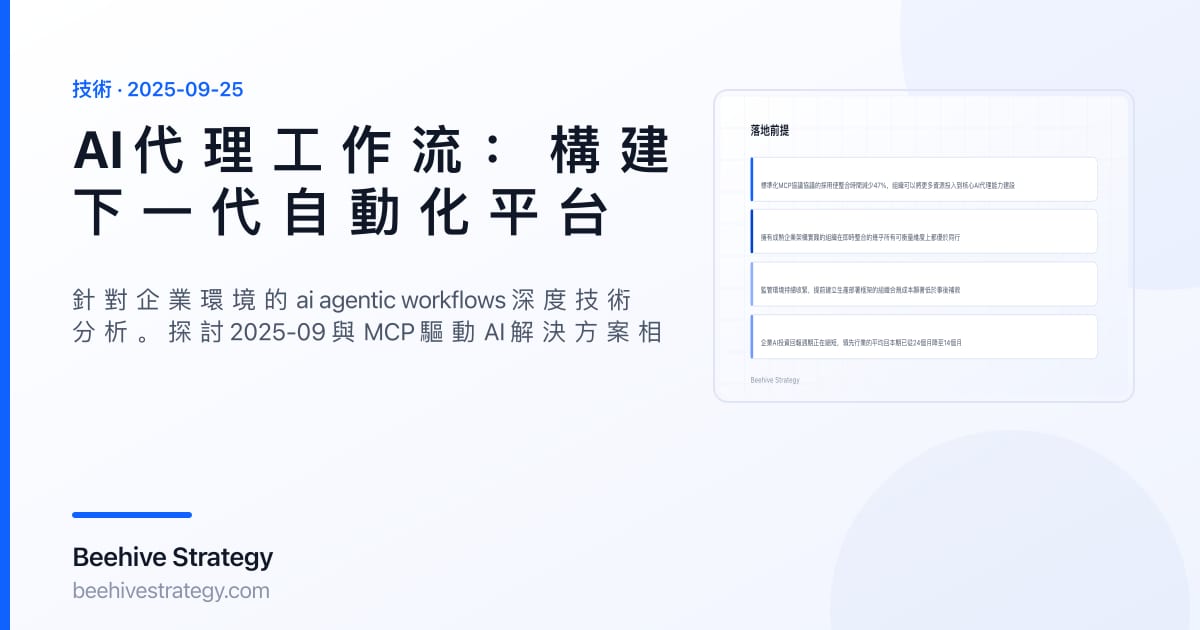 技術 · 2025-09-25
AI代理工作流：構建
下一代自動化平台
針對企業環境的 ai agentic workflows 深度技術
分析。探討 2025-09 與 MCP 驅動 AI 解決方案相
落地前提
標準化MCP協議協議的採用使整合時間減少47%，組織可以將更多資源投入到核心AI代理能力建設
擁有成熟企業架構實踐的組織在即時整合的幾乎所有可衡量維度上都優於同行
監管環境持續收緊，提前建立生產部署框架的組織合規成本顯著低於事後補救
企業AI投資回報週期正在縮短，領先行業的平均回本期已從24個月降至14個月
Beehive Strategy
Beehive Strategy
beehivestrategy.com